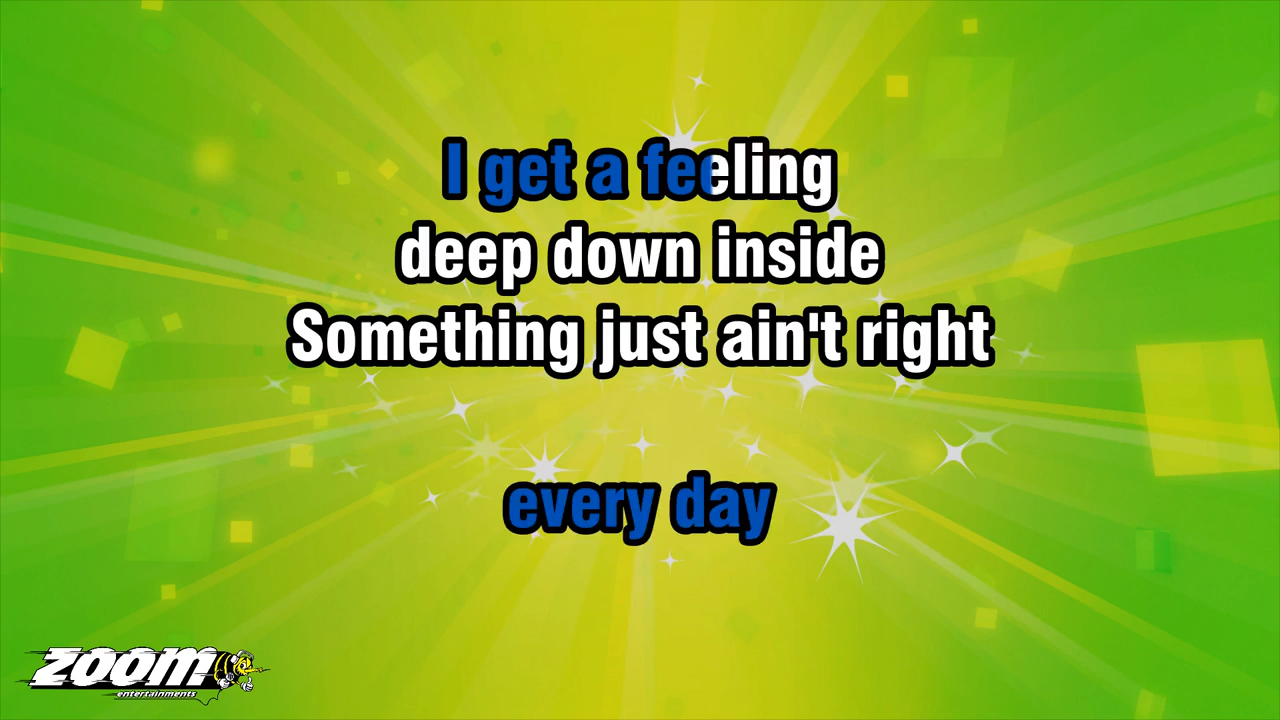 I get a feeling
deep down inside
Something just ain't right
every day
zoom
entertainments